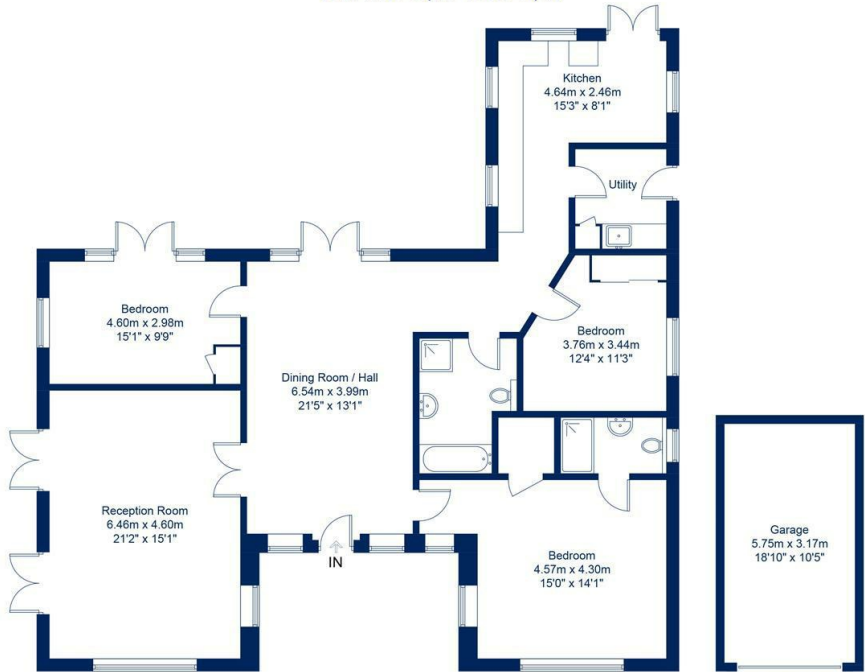 Kitchen
4.64m x 2.46m
15'3" x 8'1"
Utility
Bedroom
4.60m x 2.98m
15'1" x 9'9"
Bedroom
3.76m x 3.44m
12'4" x 11'3"
Dining Room / Hall
6.54m x 3.99m
21'5" x 13'1"
Reception Room
6.46m x 4.60m
21'2" x 15'1"
IN
Bedroom
4.57m x 4.30m
15'0" x 14'1"
Garage
5.75m x 3.17m
18'10" x 10'5"